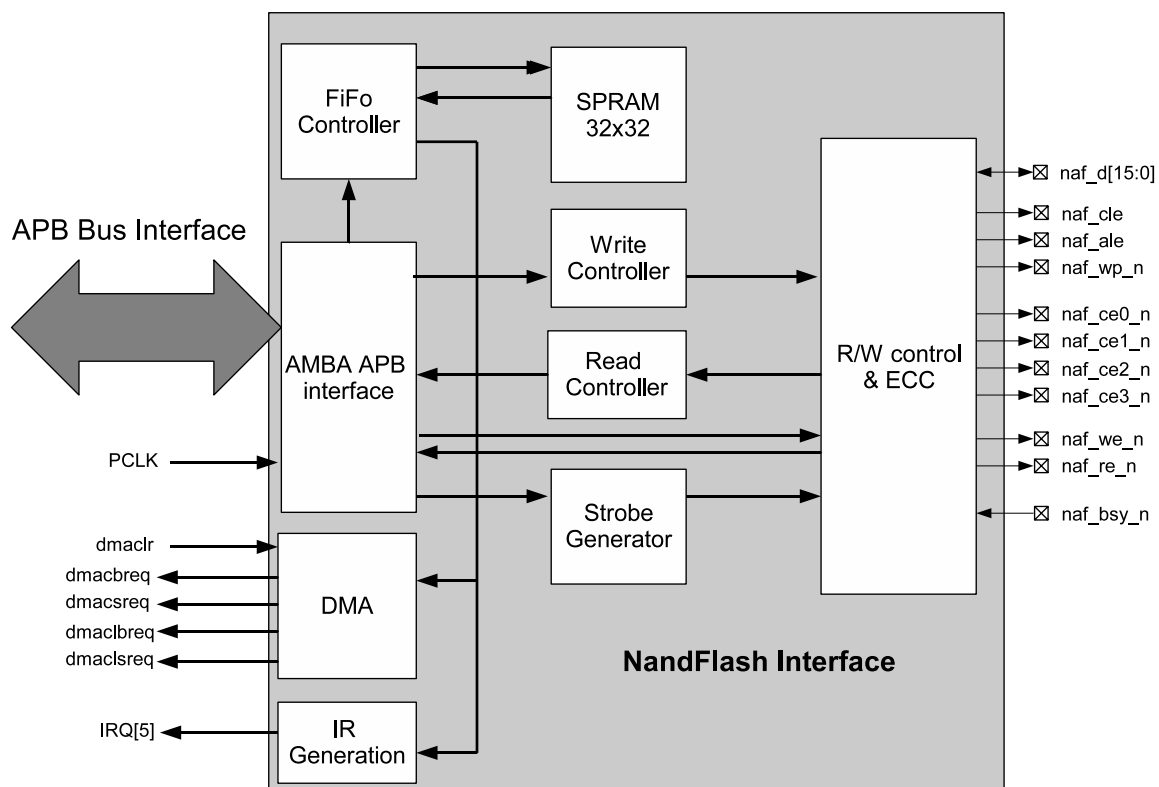 FiFo
Controller
SPRAM
32x32
naf_d[15:0]
naf_cle
naf_ale
naf_wp_n
naf_ce0_n
naf_ce1_n
naf_ce2_n
naf_ce3_n
naf_we_n
naf_re_n
naf_bsy_n
APB Bus Interface
Write
Controller
AMBA APB
interface
Read
Controller
R/W control
& ECC
PCLK
Strobe
Generator
dmaclr
dmacbreq
dmacsreq
dmaclbreq
dmaclsreq
DMA
NandFlash Interface
IRQ[5]
IR
Generation